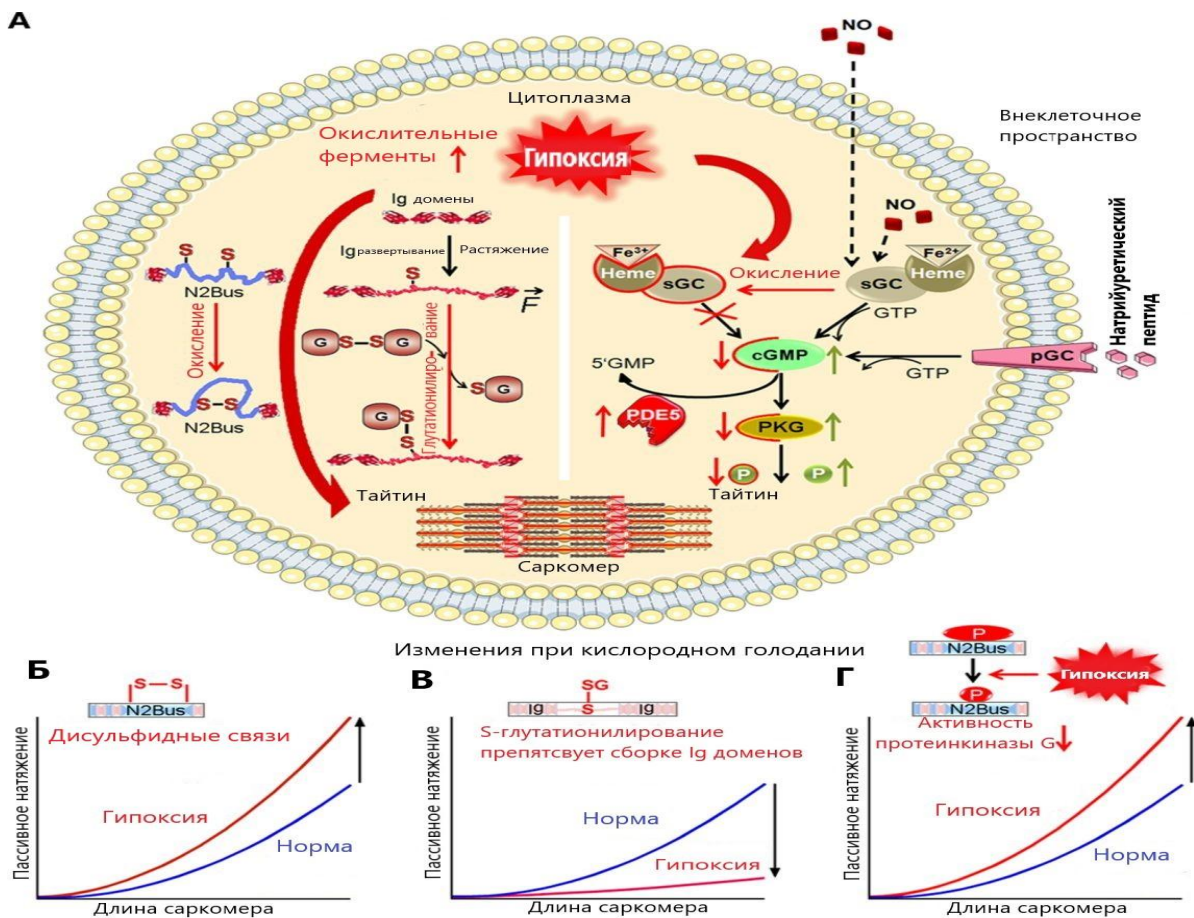 А
NO
Цитоплазма
Внеклеточное
пространство
Окислительные
ферменты
Гипоксия
Ig домены
NO
Ig развертывание
Растяжение
S
S
N2Bus
S
F
Fe3+
Heme
sGC
Окисление
Fe2+
Heme
sGC
GTP
Натрийуретический
пептид
Окисление
G S–S G
Глутатионилиро-
вание
S G
5'GMP
cGMP
GTP
pGC
S–S
N2Bus
G
S
S
PDE5
PKG
P
P
Тайтин
Тайтин
Саркомер
Изменения при кислородном голодании
Б
S–S
N2Bus
Дисульфидные связи
Гипоксия
Норма
Пассивное натяжение
Длина саркомера
В
SG
Ig
S
Ig
S-глутатионилирование
препятсвует сборке Ig доменов
Норма
Гипоксия
Пассивное натяжение
Длина саркомера
Г
P
N2Bus
Гипоксия
P
N2Bus
Активность
протеинкиназы G
Гипоксия
Норма
Пассивное натяжение
Длина саркомера